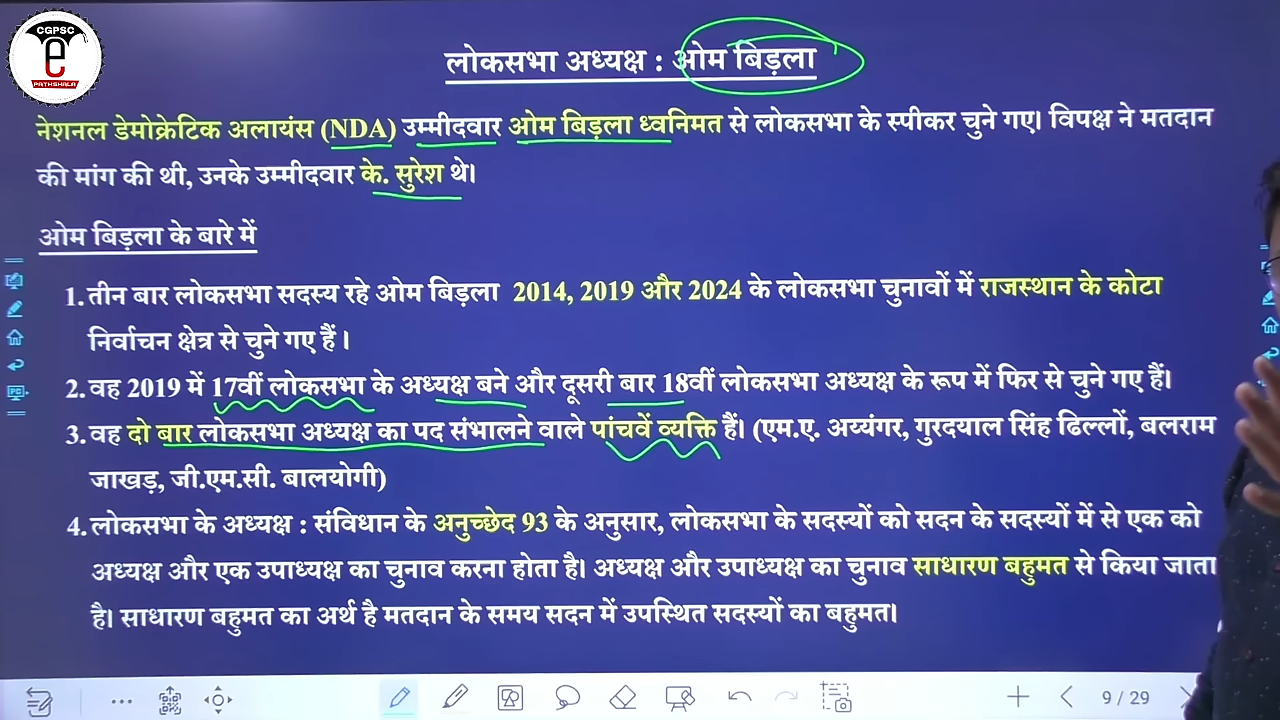 CGPSC
e
PATHSHALA
लोकसभा अध्यक्ष : ओम बिड़ला
नेशनल डेमोक्रेटिक अलायंस (NDA) उम्मीदवार ओम बिड़ला ध्वनिमत से लोकसभा के स्पीकर चुने गए। विपक्ष ने मतदान
की मांग की थी, उनके उम्मीदवार के. सुरेश थे।
ओम बिड़ला के बारे में
1. तीन बार लोकसभा सदस्य रहे ओम बिड़ला 2014, 2019 और 2024 के लोकसभा चुनावों में राजस्थान के कोटा
निर्वाचन क्षेत्र से चुने गए हैं ।
2. वह 2019 में 17वीं लोकसभा के अध्यक्ष बने और दूसरी बार 18वीं लोकसभा अध्यक्ष के रूप में फिर से चुने गए हैं।
3. वह दो बार लोकसभा अध्यक्ष का पद संभालने वाले पांचवें व्यक्ति हैं। (एम.ए. अय्यंगर, गुरदयाल सिंह ढिल्लों, बलराम
जाखड़, जी.एम.सी. बालयोगी)
4. लोकसभा के अध्यक्ष : संविधान के अनुच्छेद 93 के अनुसार, लोकसभा के सदस्यों को सदन के सदस्यों में से एक को
अध्यक्ष और एक उपाध्यक्ष का चुनाव करना होता है। अध्यक्ष और उपाध्यक्ष का चुनाव साधारण बहुमत से किया जाता
है। साधारण बहुमत का अर्थ है मतदान के समय सदन में उपस्थित सदस्यों का बहुमत।
9 / 29